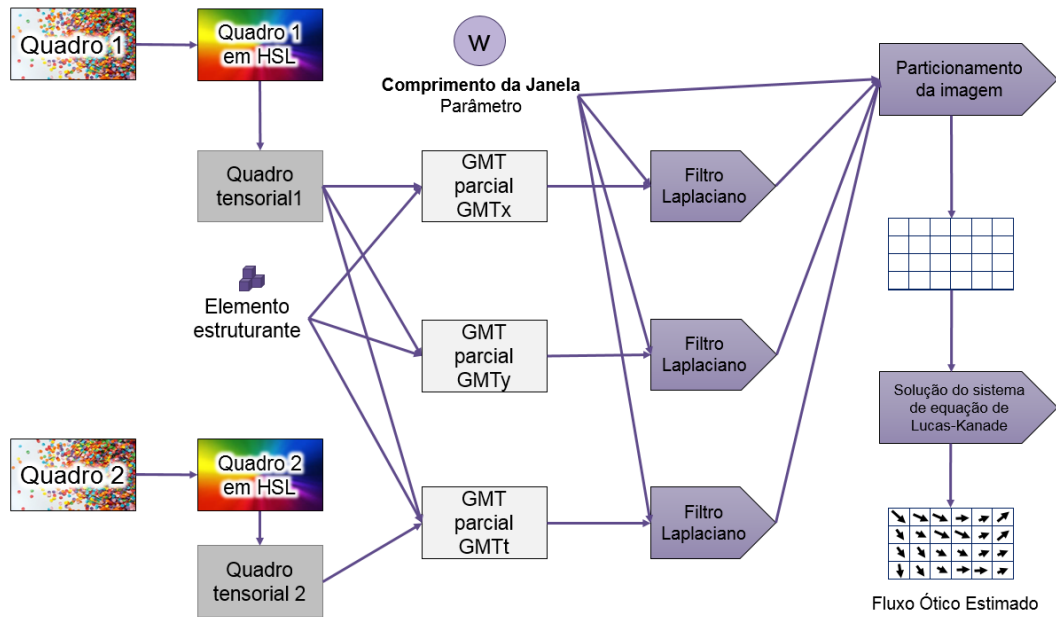 Quadro 1
Quadro 1
em HSL
W
Comprimento da Janela
Parâmetro
Particionamento
da imagem
Quadro
tensorial1
GMT
parcial
GMTx
Filtro
Laplaciano
Elemento
estruturante
GMT
parcial
GMTy
Filtro
Laplaciano
Solução do sistema
de equação de
Lucas-Kanade
Quadro 2
Quadro 2
em HSL
GMT
parcial
GMTt
Filtro
Laplaciano
Quadro
tensorial 2
Fluxo Ótico Estimado